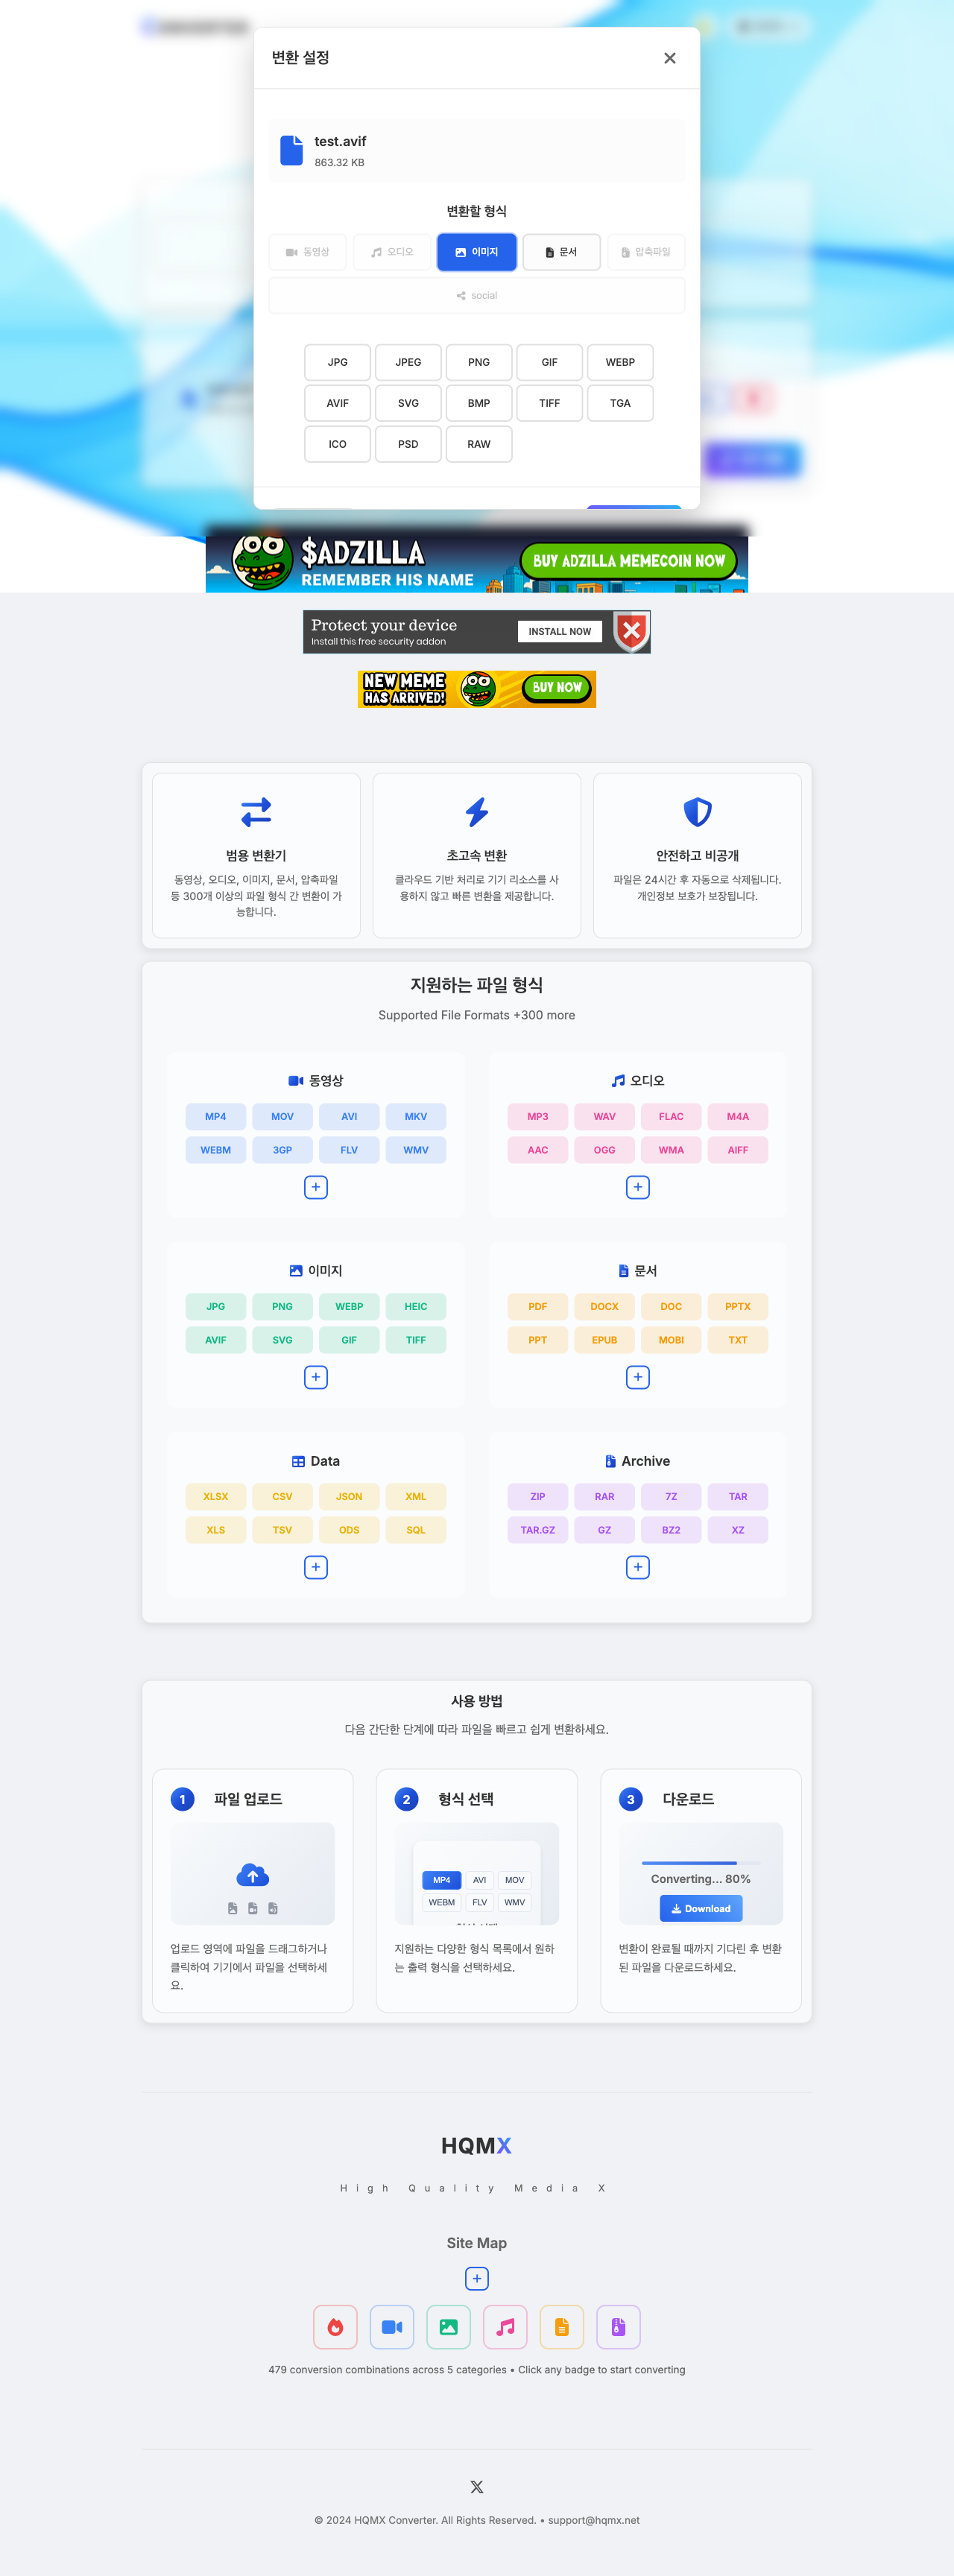 변환 설정
test.avif
863.32 KB
변환할 형식
동영상 오디오 이미지 문서 압축파일
social
JPG JPEG PNG GIF WEBP
AVIF SVG BMP TIFF TGA
ICO PSD RAW
$ADZILLA
REMEMBER HIS NAME
BUY ADZILLA MEMECOIN NOW
Protect your device
Install this free security addon
INSTALL NOW
NEW MEME
HAS ARRIVED!
BUY NOW
범용 변환기
동영상, 오디오, 이미지, 문서, 압축파일
등 300개 이상의 파일 형식 간 변환이 가
능합니다.
초고속 변환
클라우드 기반 처리로 기기 리소스를 사
용하지 않고 빠른 변환을 제공합니다.
안전하고 비공개
파일은 24시간 후 자동으로 삭제됩니다.
개인정보 보호가 보장됩니다.
지원하는 파일 형식
Supported File Formats +300 more
동영상
MP4 MOV AVI MKV
WEBM 3GP FLV WMV
오디오
MP3 WAV FLAC M4A
AAC OGG WMA AIFF
이미지
JPG PNG WEBP HEIC
AVIF SVG GIF TIFF
문서
PDF DOCX DOC PPTX
PPT EPUB MOBI TXT
Data
XLSX CSV JSON XML
XLS TSV ODS SQL
Archive
ZIP RAR 7Z TAR
TAR.GZ GZ BZ2 XZ
사용 방법
다음 간단한 단계에 따라 파일을 빠르고 쉽게 변환하세요.
1 파일 업로드
업로드 영역에 파일을 드래그하거나
클릭하여 기기에서 파일을 선택하세
요.
2 형식 선택
MP4 AVI MOV
WEBM FLV WMV
지원하는 다양한 형식 목록에서 원하
는 출력 형식을 선택하세요.
3 다운로드
Converting... 80%
Download
변환이 완료될 때까지 기다린 후 변환
된 파일을 다운로드하세요.
HQMX
High Quality Media X
Site Map
479 conversion combinations across 5 categories • Click any badge to start converting
© 2024 HQMX Converter. All Rights Reserved. • support@hqmx.net